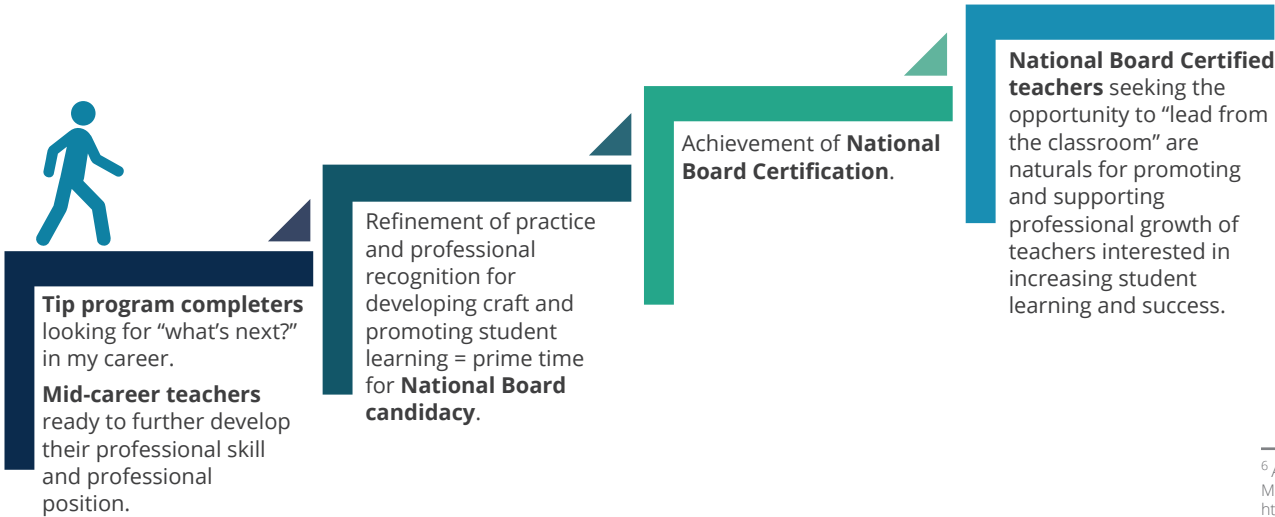 Tip program completers
looking for “what’s next?”
in my career.
Mid-career teachers
ready to further develop
their professional skill
and professional
position.
Refinement of practice
and professional
recognition for
developing craft and
promoting student
learning = prime time
for National Board
candidacy.
Achievement of National
Board Certification.
National Board Certified
teachers seeking the
opportunity to “lead from
the classroom” are
naturals for promoting
and supporting
professional growth of
teachers interested in
increasing student
learning and success.
6